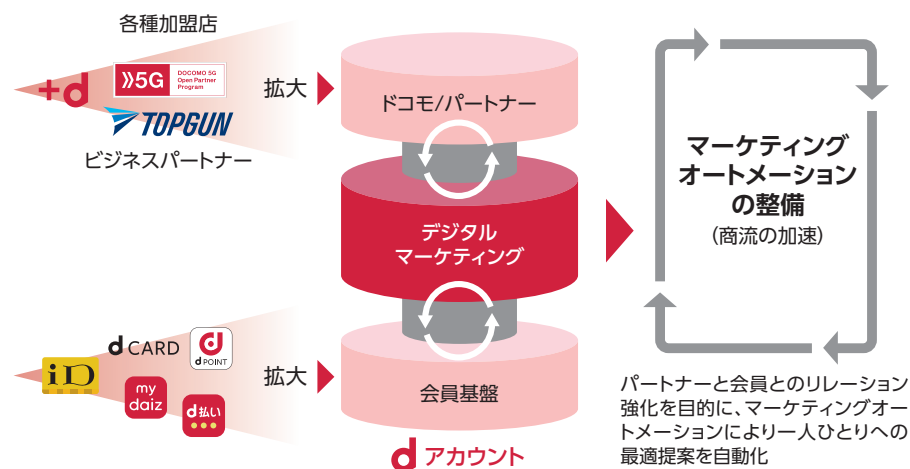 各種加盟店
+d
5G
DOCOMO 5G
Open Partner
Program
TOPGUN
ビジネスパートナー
拡大
ドコモ/パートナー
デジタル
マーケティング
iD
d CARD
d POINT
my
daiz
d払い
拡大
会員基盤
d アカウント
マーケティング
オートメーション
の整備
(商流の加速)
パートナーと会員とのリレーション
強化を目的に、マーケティングオー
トメーションにより一人ひとりへの
最適提案を自動化